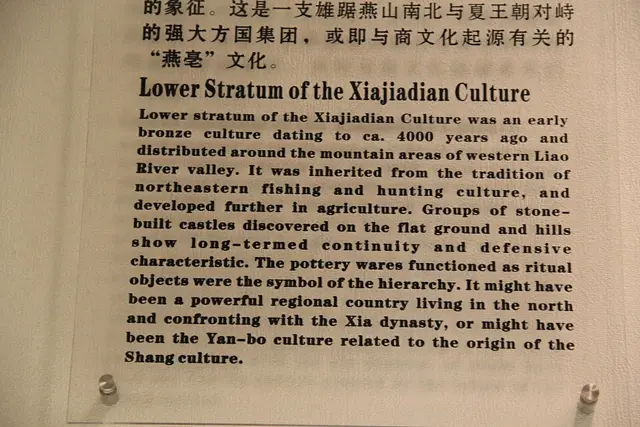 的象征。这是一支雄踞燕山南北与夏王朝对峙
的强大方国集团，或即与商文化起源有关的
“燕亳”文化。
Lower Stratum of the Xiajiadian Culture
Lower stratum of the Xiajiadian Culture was an early
bronze culture dating to ca. 4000 years ago and
distributed around the mountain areas of western Liao
River valley. It was inherited from the tradition of
northeastern fishing and hunting culture, and
developed further in agriculture. Groups of stone-
built castles discovered on the flat ground and hills
show long-termed continuity and defensive
characteristic. The pottery wares functioned as ritual
objects were the symbol of the hierarchy. It might have
been a powerful regional country living in the north
and confronting with the Xia dynasty, or might have
been the Yan-bo culture related to the origin of the
Shang culture.